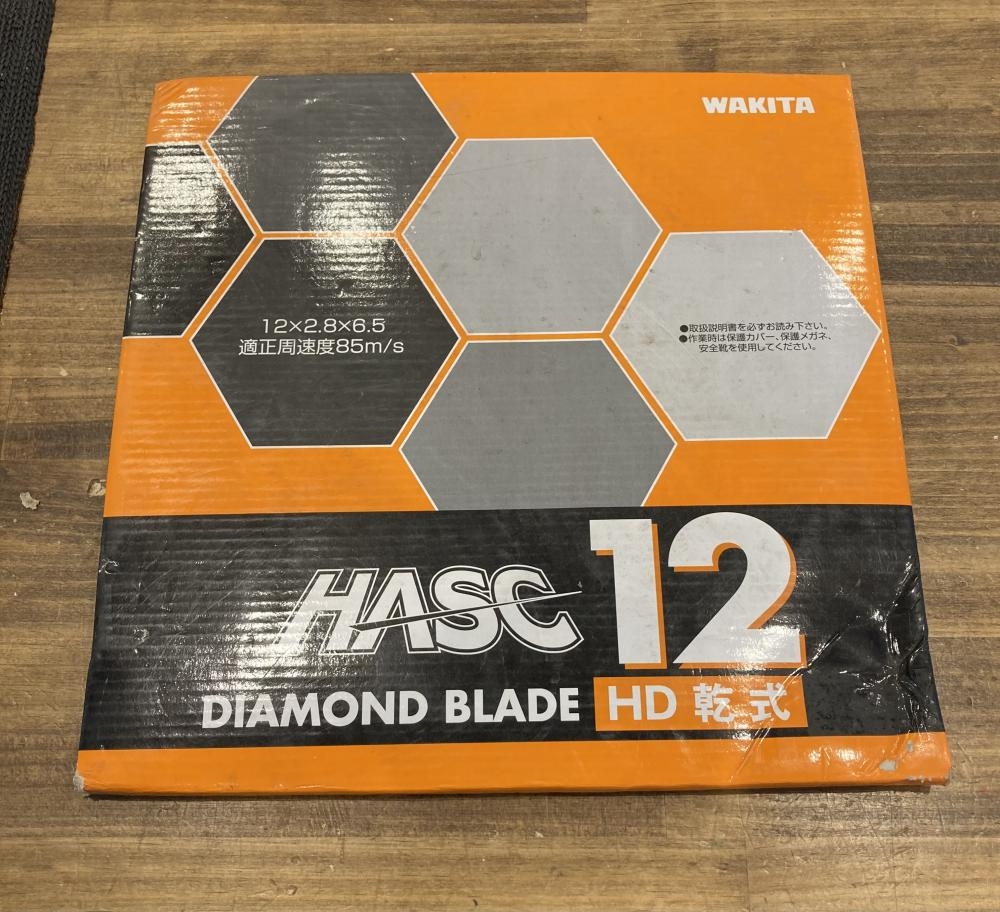 WAKITA
12×2.8×6.5
適正周速度85m/s
●取扱説明書を必ずお読み下さい。
●作業時は保護カバー、保護メガネ、
安全靴を使用してください。
HASC 12
DIAMOND BLADE HD 乾式